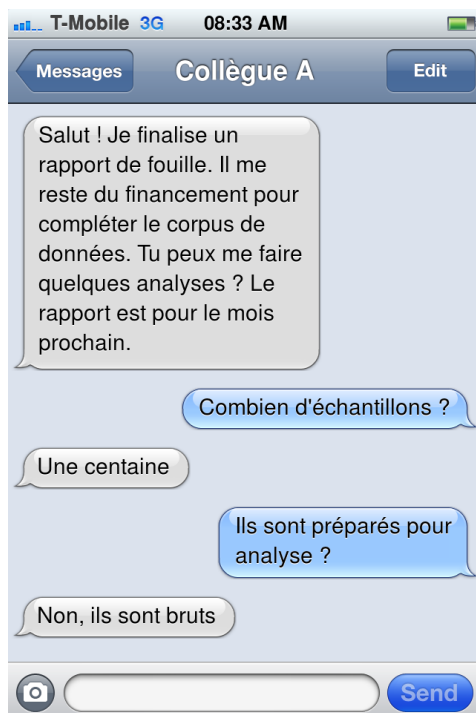 T-Mobile 3G 08:33 AM
Messages Collègue A Edit
Salut ! Je finalise un
rapport de fouille. Il me
reste du financement pour
compléter le corpus de
données. Tu peux me faire
quelques analyses ? Le
rapport est pour le mois
prochain.
Combien d'échantillons ?
Une centaine
Ils sont préparés pour
analyse ?
Non, ils sont bruts
Send